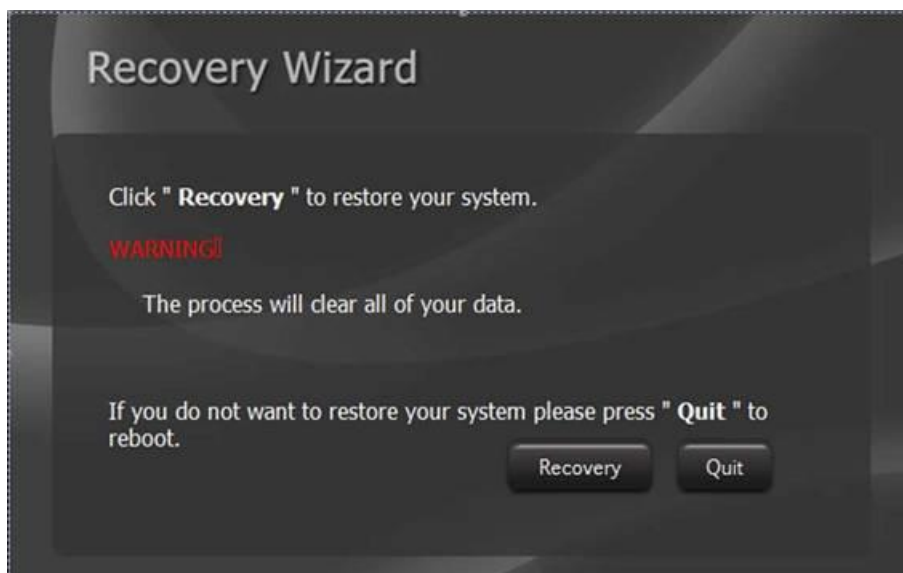 Recovery Wizard
Click " Recovery " to restore your system.
WARNING
The process will clear all of your data.
If you do not want to restore your system please press " Quit " to
reboot.
Recovery Quit